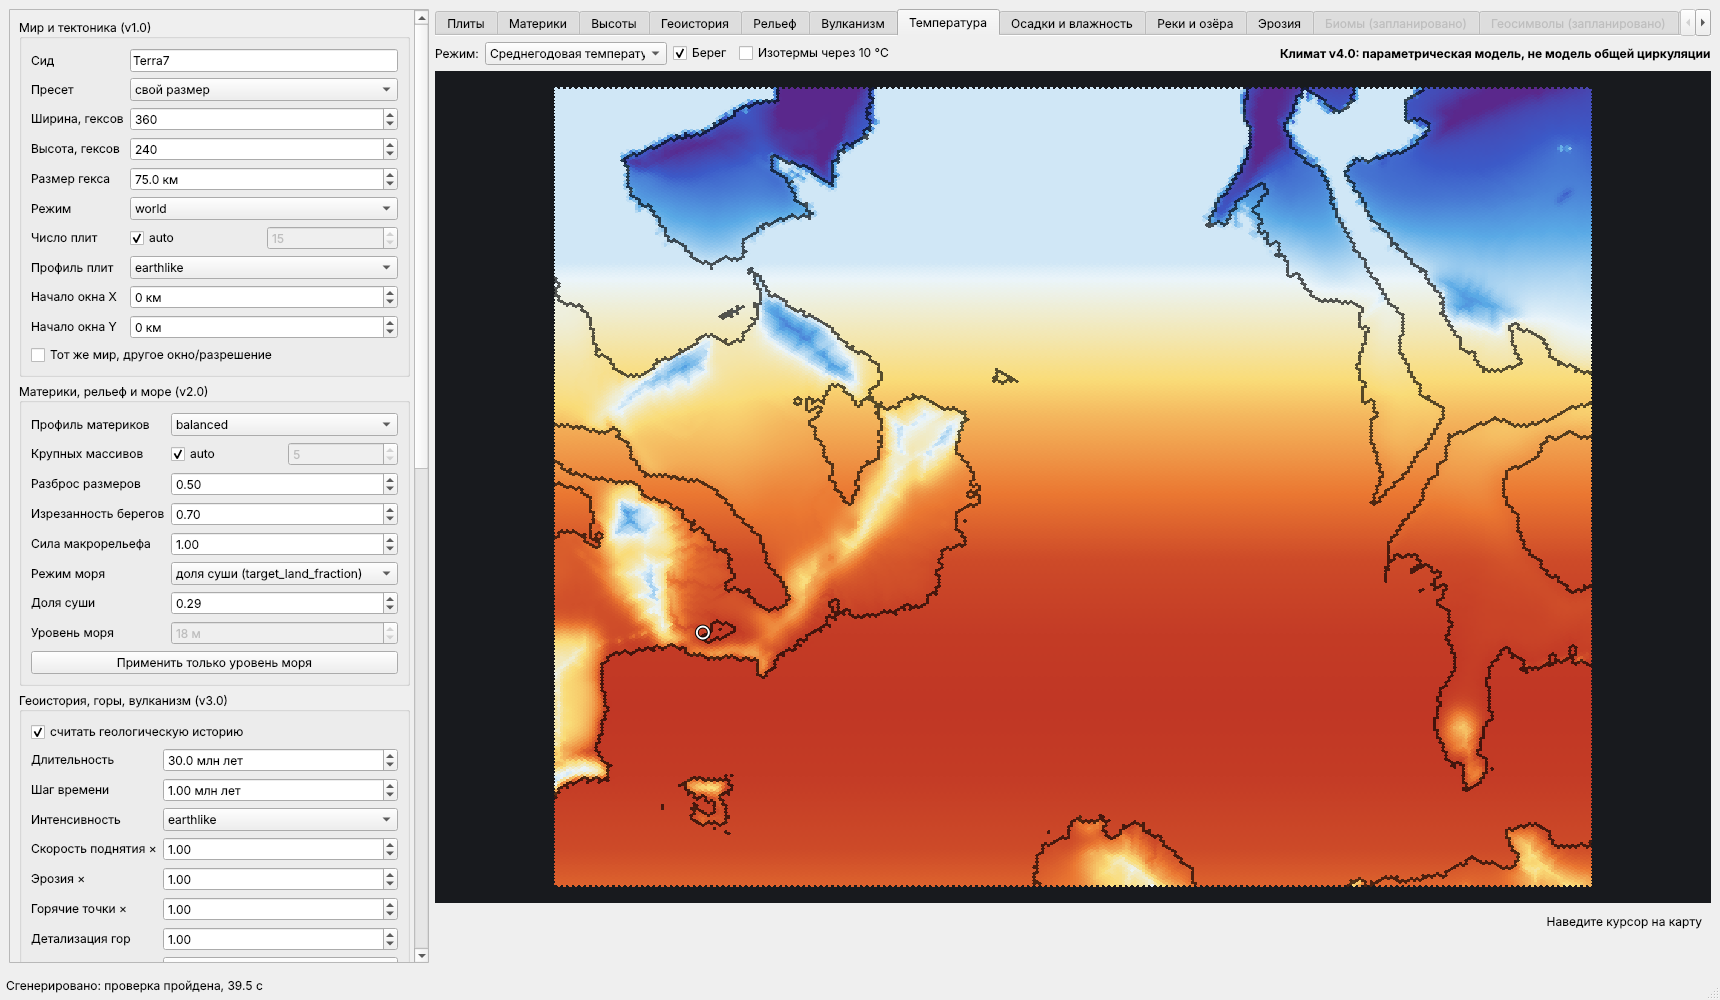 Мир и тектоника (v1.0)
Сид
Terra7
Пресет
свой размер
Ширина, гексов
360
Высота, гексов
240
Размер гекса
75.0 км
Режим
world
Число плит
auto
15
Профиль плит
earthlike
Начало окна X
0 км
Начало окна Y
0 км
Тот же мир, другое окно/разрешение
Материки, рельеф и море (v2.0)
Профиль материков
balanced
Крупных массивов
auto
5
Разброс размеров
0.50
Изрезанность берегов
0.70
Сила макрорельефа
1.00
Режим моря
доля суши (target_land_fraction)
Доля суши
0.29
Уровень моря
18 м
Применить только уровень моря
Геоистория, горы, вулканизм (v3.0)
считать геологическую историю
Длительность
30.0 млн лет
Шаг времени
1.00 млн лет
Интенсивность
earthlike
Скорость поднятия ×
1.00
Эрозия ×
1.00
Горячие точки ×
1.00
Детализация гор
1.00
Сгенерировано: проверка пройдена, 39.5 с
Плиты
Материки
Высоты
Геоистория
Рельеф
Вулканизм
Температура
Осадки и влажность
Реки и озёра
Эрозия
Биомы (запланировано)
Геосимволы (запланировано)
Режим:
Среднегодовая температу
Берег
Изотермы через 10 °C
Климат v4.0: параметрическая модель, не модель общей циркуляции
Наведите курсор на карту